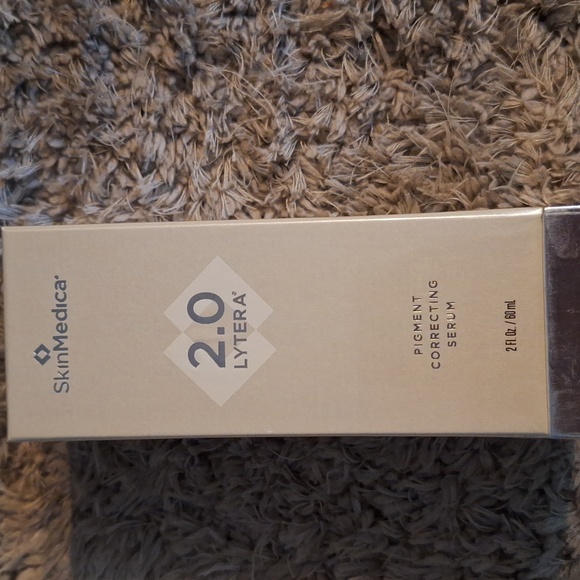 SkinMedica®
2.0
LYTERA®
PIGMENT
CORRECTING
SERUM
2 Fl. Oz / 60 mL